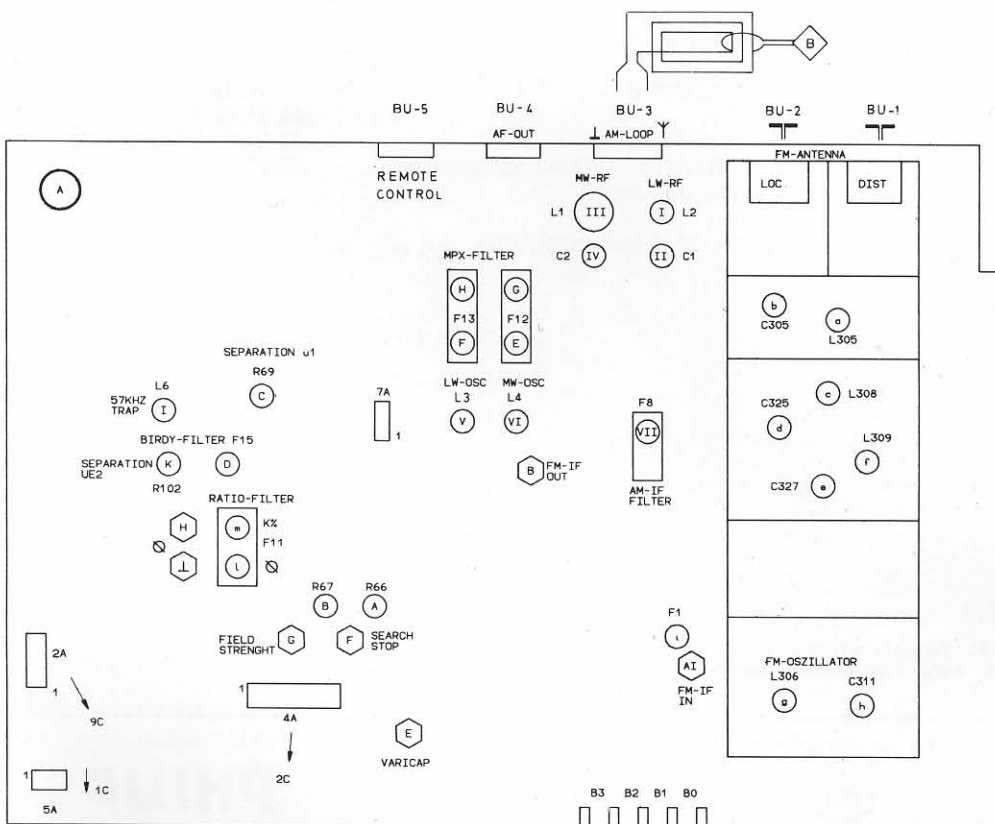 B
BU-5
BU-4
BU-3
BU-2
BU-1
AF-OUT
⊥ AM-LOOP
FM-ANTENNA
A
REMOTE
CONTROL
MW-RF
LW-RF
LOC.
DIST
L1 III
I L2
C2 IV
II C1
MPX-FILTER
H
G
F13
F12
F
E
b
C305
a
L305
SEPARATION ü1
R69
C
L6
57KHZ
TRAP
I
7A
1
LW-OSC
L3
V
MW-OSC
L4
VI
F8
VII
AM-IF
FILTER
c L308
C325
d
L309
f
C327 e
BIRDY-FILTER F15
SEPARATION
UE2
K
D
R102
B FM-IF
OUT
RATIO-FILTER
H
m K%
F11
⊥
l
R67
R66
B
A
FIELD
STRENGHT
G
F SEARCH
STOP
F1
i
AI
FM-IF
IN
FM-OSZILLATOR
L306
g
C311
h
2A
1
9C
1
4A
2C
E
VARICAP
1
5A
1C
B3 B2 B1 B0